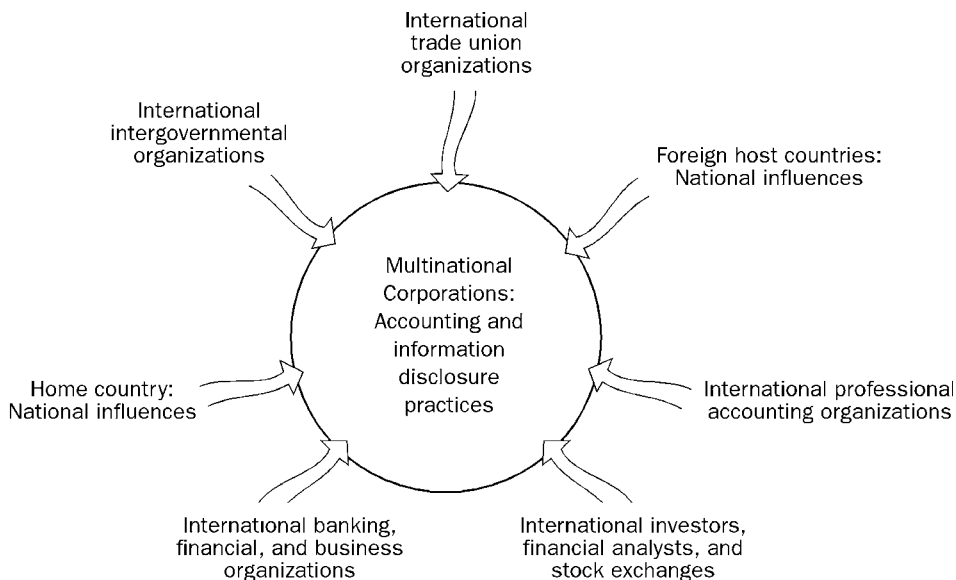 International
trade union
organizations
International
intergovernmental
organizations
Foreign host countries:
National influences
Multinational
Corporations:
Accounting and
information
disclosure
practices
Home country:
National influences
International professional
accounting organizations
International banking,
financial, and business
organizations
International investors,
financial analysts, and
stock exchanges